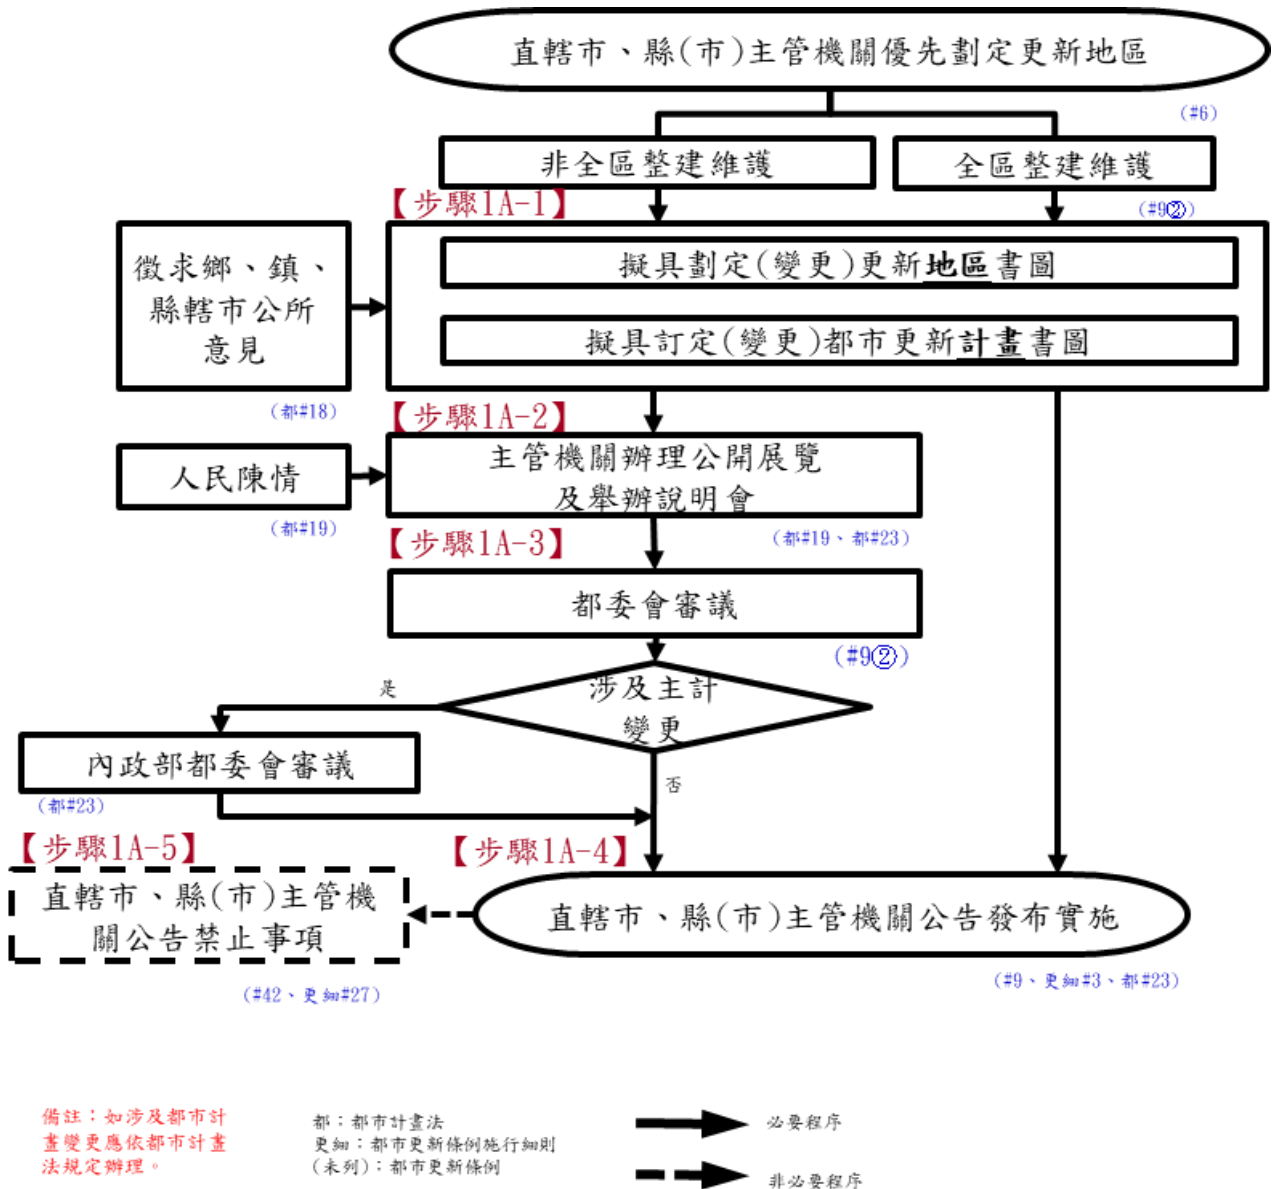 直轄市、縣(市)主管機關優先劃定更新地區
(#6)
非全區整建維護
全區整建維護
(#9②)
【步驟1A-1】
徵求鄉、鎮、
縣轄市公所
意見
(都#18)
擬具劃定(變更)更新地區書圖
擬具訂定(變更)都市更新計畫書圖
【步驟1A-2】
人民陳情
(都#19)
主管機關辦理公開展覽
及舉辦說明會
(都#19、都#23)
【步驟1A-3】
都委會審議
(#9②)
涉及主計
變更
是
否
內政部都委會審議
(都#23)
【步驟1A-5】
【步驟1A-4】
直轄市、縣(市)主管機
關公告禁止事項
(#42、更細#27)
直轄市、縣(市)主管機關公告發布實施
(#9、更細#3、都#23)
備註：如涉及都市計
畫變更應依都市計畫
法規定辦理。
都：都市計畫法
更細：都市更新條例施行細則
(未列)：都市更新條例
必要程序
非必要程序